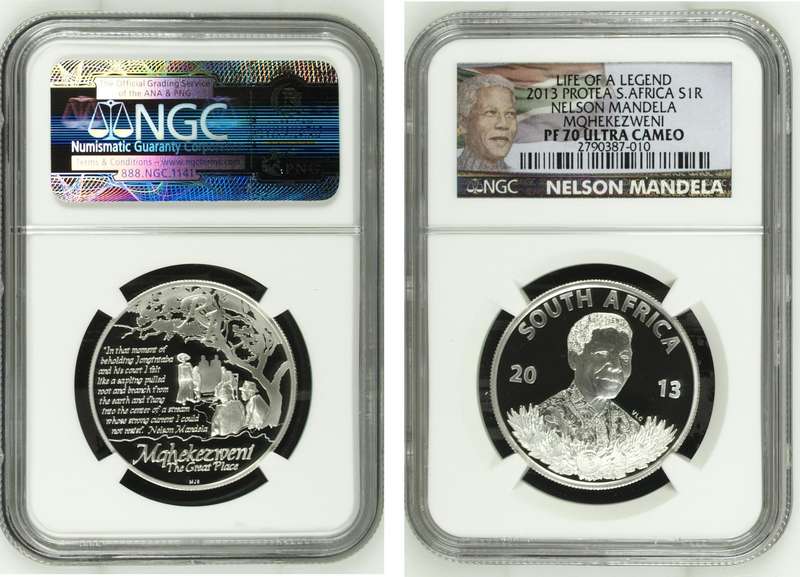 The Official Grading Service
of the ANA & PNG
NGC
Numismatic Guaranty Corporation
Terms & Conditions – www.ngcterms.com
888.NGC.1141
PNG
"In that moment of
beholding Jongintaba
and his court I felt
like a sapling pulled
root and branch from
the earth and flung
into the center of a stream
whose strong current I could
not resist". Nelson Mandela
Mqhekezweni
The Great Place
MJS
LIFE OF A LEGEND
2013 PROTEA S.AFRICA S1R
NELSON MANDELA
MQHEKEZWENI
PF 70 ULTRA CAMEO
2790387-010
NGC
NELSON MANDELA
SOUTH AFRICA
20 13